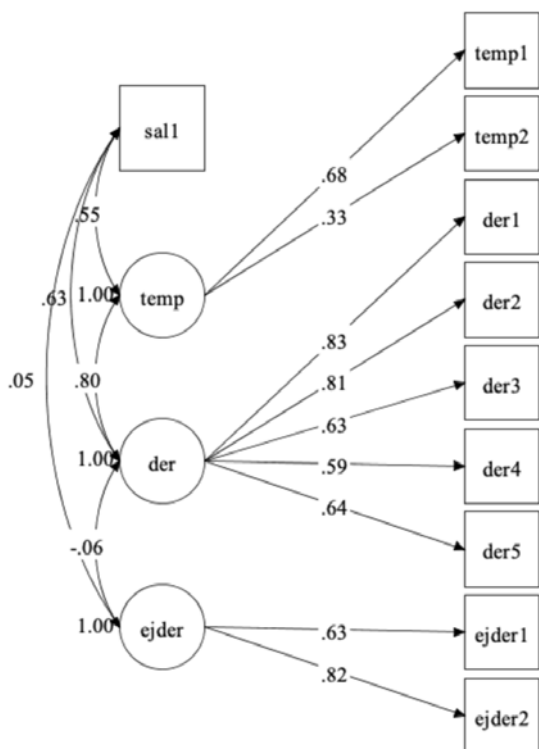 temp1
sal1
temp2
.68
.55
.33
der1
.63
1.00
temp
der2
.83
.05
.80
.81
der3
.63
1.00
der
.59
der4
.64
der5
-.06
1.00
ejder
.63
ejder1
.82
ejder2